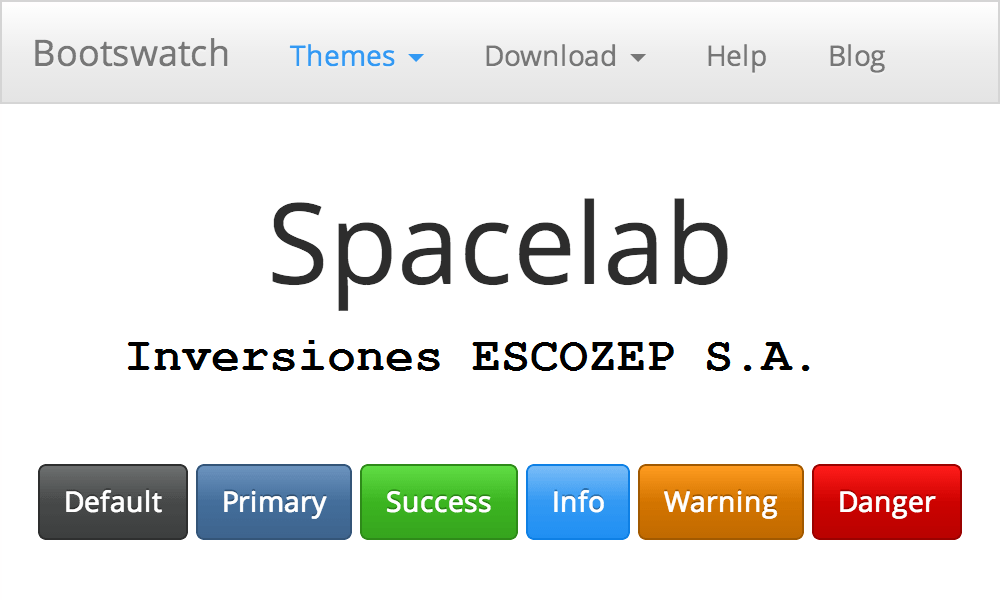 Bootswatch Themes Download Help Blog
Spacelab
Inversiones ESCOZEP S.A.
Default Primary Success Info Warning Danger